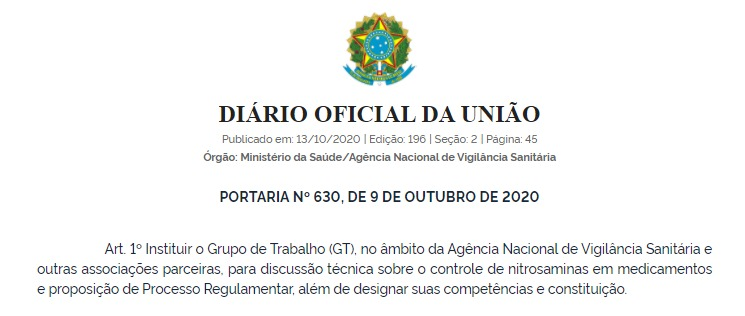 DIÁRIO OFICIAL DA UNIÃO
Publicado em: 13/10/2020 | Edição: 196 | Seção: 2 | Página: 45
Órgão: Ministério da Saúde/Agência Nacional de Vigilância Sanitária
PORTARIA Nº 630, DE 9 DE OUTUBRO DE 2020
Art. 1º Instituir o Grupo de Trabalho (GT), no âmbito da Agência Nacional de Vigilância Sanitária e
outras associações parceiras, para discussão técnica sobre o controle de nitrosaminas em medicamentos
e proposição de Processo Regulamentar, além de designar suas competências e constituição.